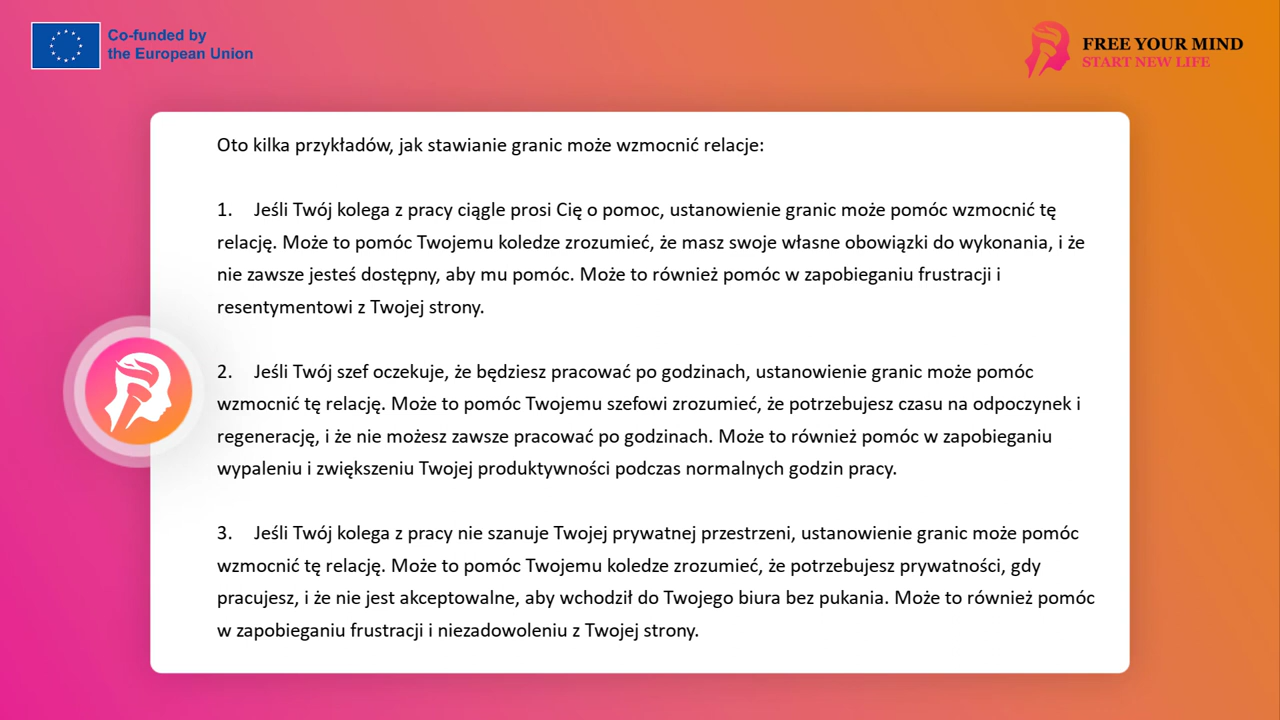 Co-funded by
the European Union
FREE YOUR MIND
START NEW LIFE
Oto kilka przykładów, jak stawianie granic może wzmocnić relacje:
1. Jeśli Twój kolega z pracy ciągle prosi Cię o pomoc, ustanowienie granic może pomóc wzmocnić tę
relację. Może to pomóc Twojemu koledze zrozumieć, że masz swoje własne obowiązki do wykonania, i że
nie zawsze jesteś dostępny, aby mu pomóc. Może to również pomóc w zapobieganiu frustracji i
resentymentowi z Twojej strony.
2. Jeśli Twój szef oczekuje, że będziesz pracować po godzinach, ustanowienie granic może pomóc
wzmocnić tę relację. Może to pomóc Twojemu szefowi zrozumieć, że potrzebujesz czasu na odpoczynek i
regenerację, i że nie możesz zawsze pracować po godzinach. Może to również pomóc w zapobieganiu
wypaleniu i zwiększeniu Twojej produktywności podczas normalnych godzin pracy.
3. Jeśli Twój kolega z pracy nie szanuje Twojej prywatnej przestrzeni, ustanowienie granic może pomóc
wzmocnić tę relację. Może to pomóc Twojemu koledze zrozumieć, że potrzebujesz prywatności, gdy
pracujesz, i że nie jest akceptowalne, aby wchodził do Twojego biura bez pukania. Może to również pomóc
w zapobieganiu frustracji i niezadowoleniu z Twojej strony.